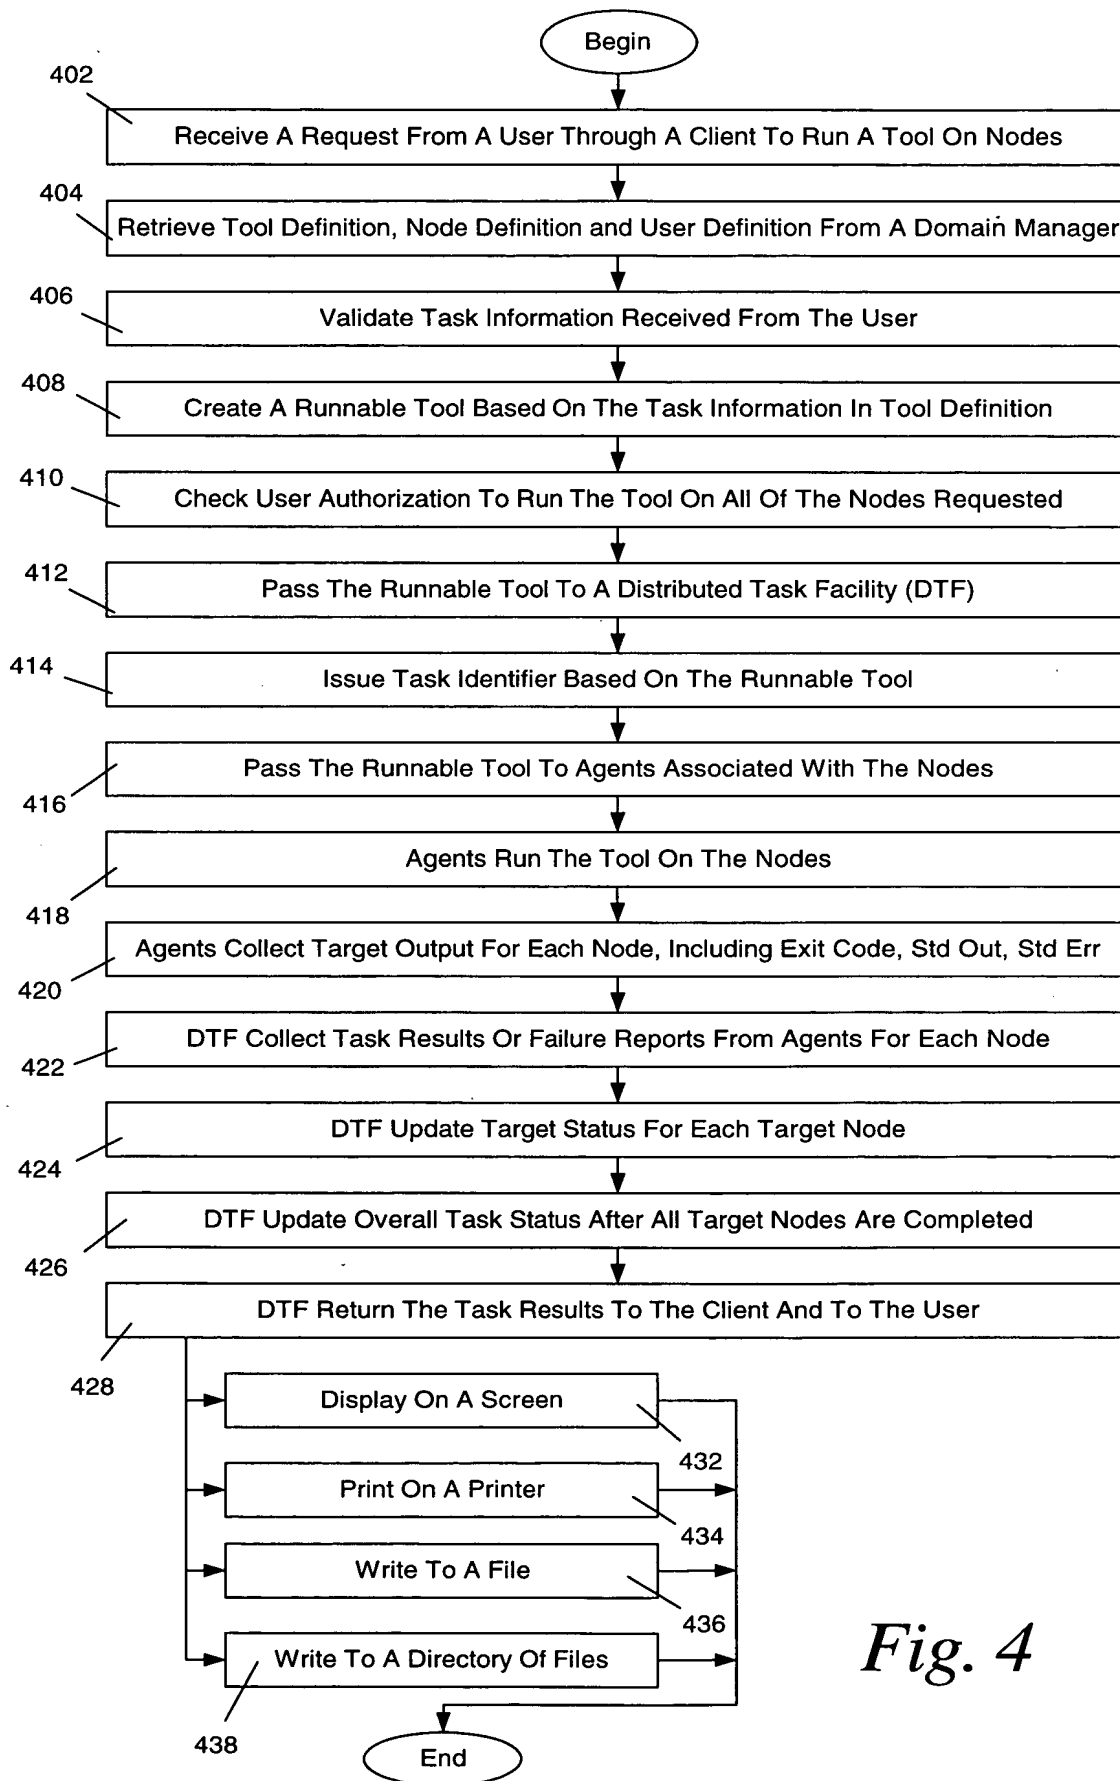 Begin
402
Receive A Request From A User Through A Client To Run A Tool On Nodes
404
Retrieve Tool Definition, Node Definition and User Definition From A Domain Manager
406
Validate Task Information Received From The User
408
Create A Runnable Tool Based On The Task Information In Tool Definition
410
Check User Authorization To Run The Tool On All Of The Nodes Requested
412
Pass The Runnable Tool To A Distributed Task Facility (DTF)
414
Issue Task Identifier Based On The Runnable Tool
Pass The Runnable Tool To Agents Associated With The Nodes
416
Agents Run The Tool On The Nodes
418
Agents Collect Target Output For Each Node, Including Exit Code, Std Out, Std Err
420
DTF Collect Task Results Or Failure Reports From Agents For Each Node
422
DTF Update Target Status For Each Target Node
424
DTF Update Overall Task Status After All Target Nodes Are Completed
426
DTF Return The Task Results To The Client And To The User
428
Display On A Screen
432
Print On A Printer
434
Write To A File
436
Write To A Directory Of Files
438
Fig. 4
End